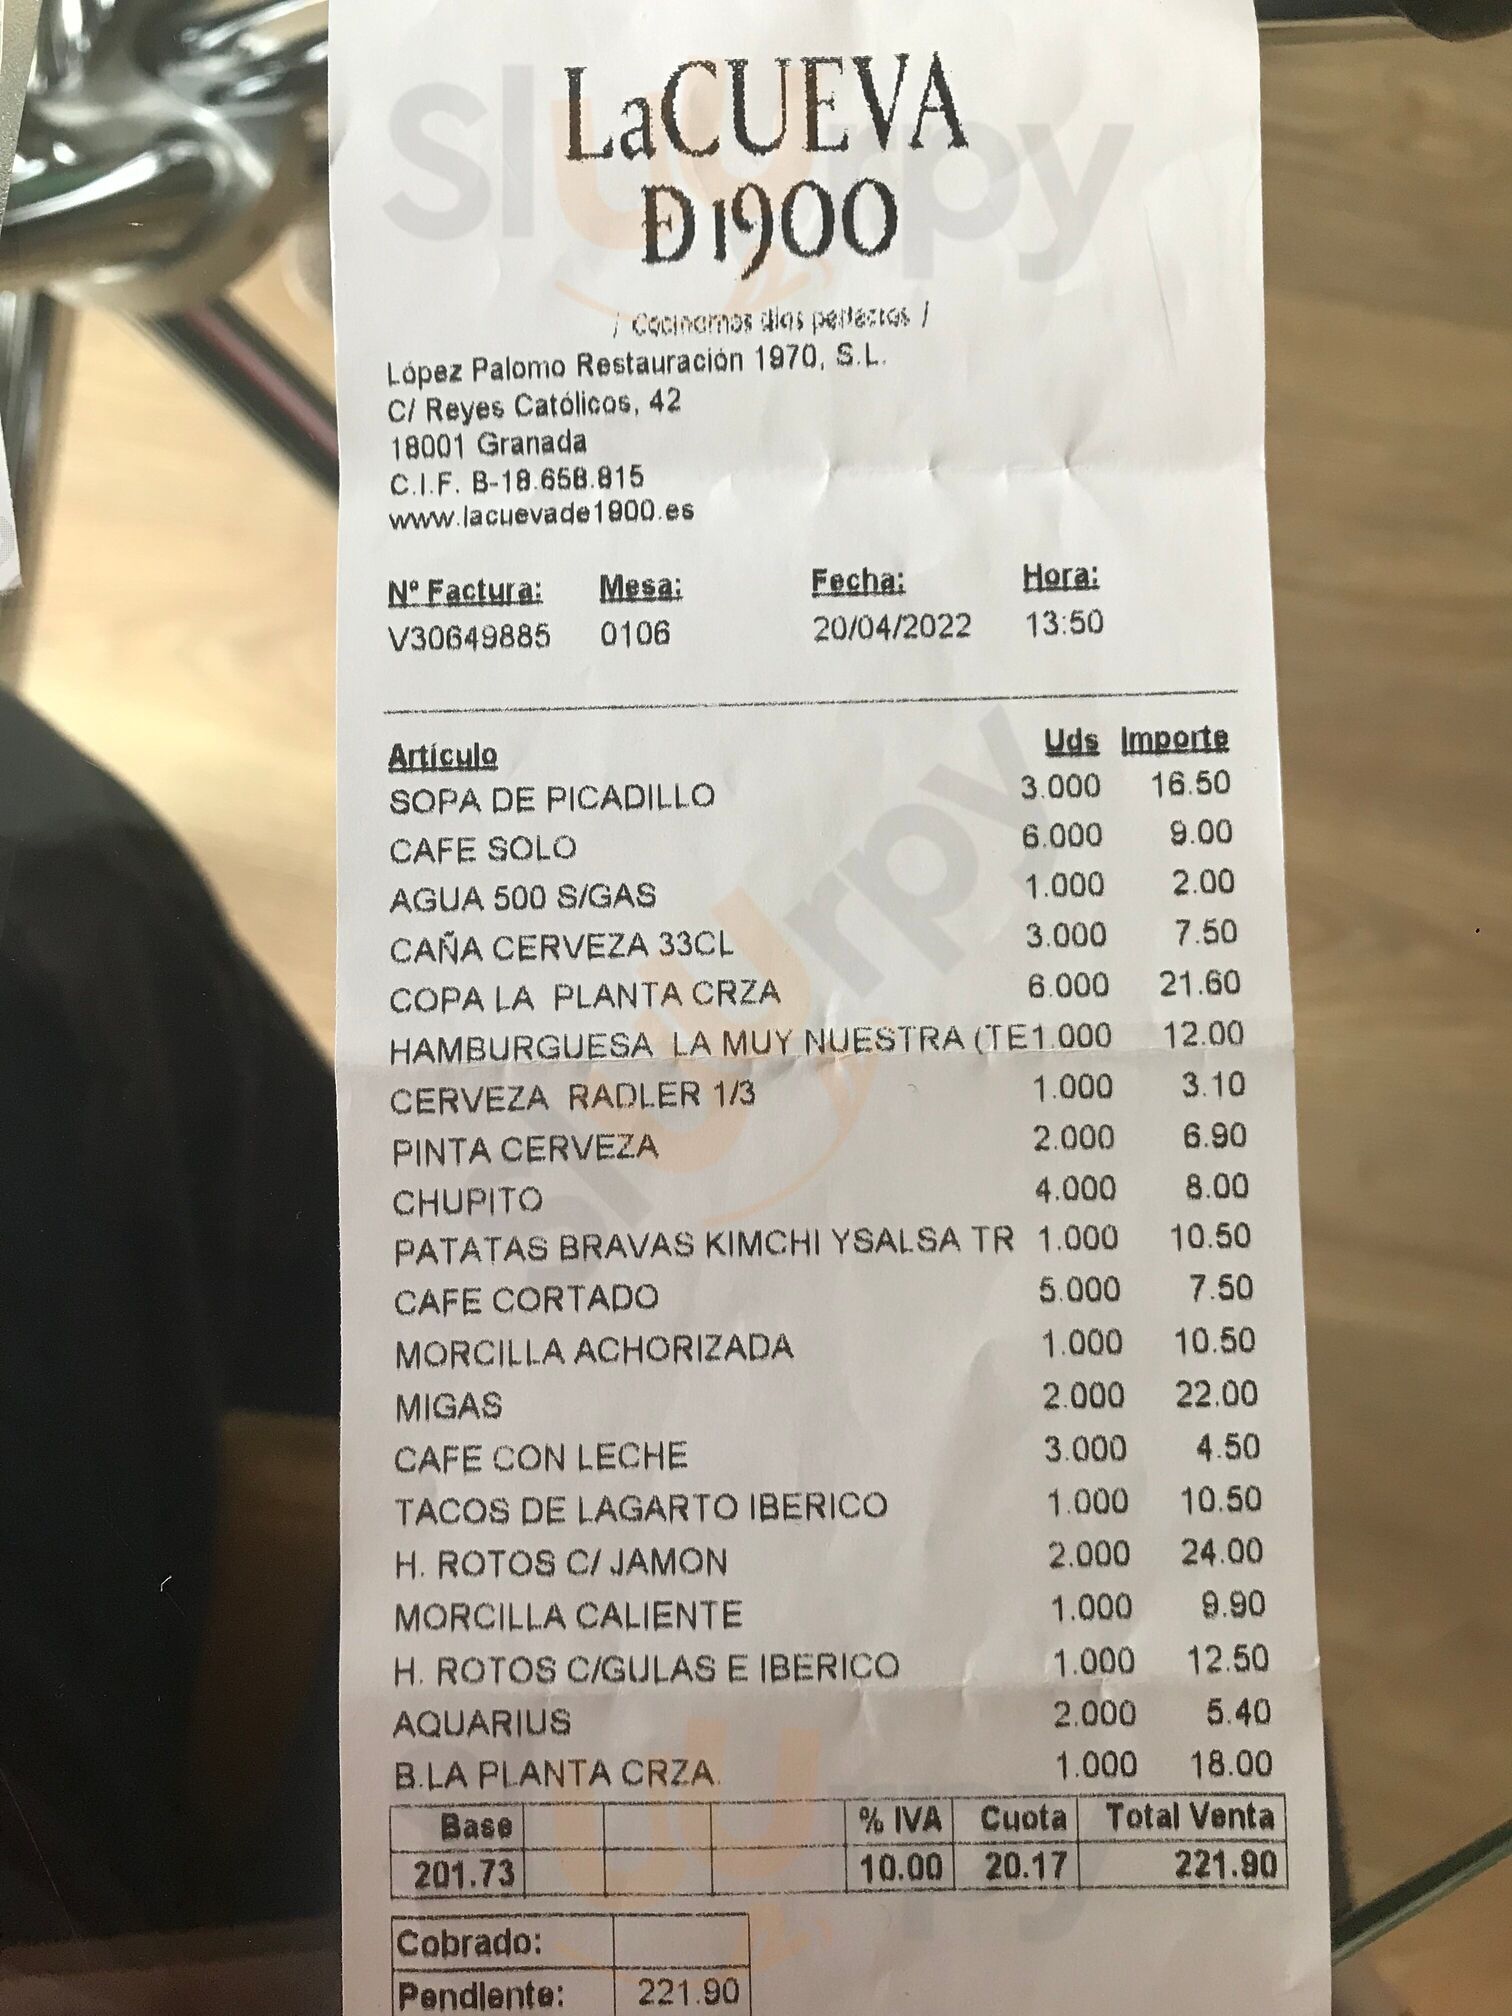 LaCUEVA
DE1900
/ Cocinamos días perfectos /
López Palomo Restauración 1970, S.L.
C/ Reyes Católicos, 42
18001 Granada
C.I.F. B-18.658.815
www.lacuevade1900.es
Nº Factura: Mesa: Fecha: Hora:
V30649885 0106 20/04/2022 13:50
Artículo Uds Importe
SOPA DE PICADILLO 3.000 16.50
CAFE SOLO 6.000 9.00
AGUA 500 S/GAS 1.000 2.00
CAÑA CERVEZA 33CL 3.000 7.50
COPA LA PLANTA CRZA 6.000 21.60
HAMBURGUESA LA MUY NUESTRA (TE1.000 12.00
CERVEZA RADLER 1/3 1.000 3.10
PINTA CERVEZA 2.000 6.90
CHUPITO 4.000 8.00
PATATAS BRAVAS KIMCHI YSALSA TR 1.000 10.50
CAFE CORTADO 5.000 7.50
MORCILLA ACHORIZADA 1.000 10.50
MIGAS 2.000 22.00
CAFE CON LECHE 3.000 4.50
TACOS DE LAGARTO IBERICO 1.000 10.50
H. ROTOS C/ JAMON 2.000 24.00
MORCILLA CALIENTE 1.000 9.90
H. ROTOS C/GULAS E IBERICO 1.000 12.50
AQUARIUS 2.000 5.40
B.LA PLANTA CRZA. 1.000 18.00
Base % IVA Cuota Total Venta
201.73 10.00 20.17 221.90
Cobrado:
Pendiente: 221.90
Sluurpy
Sluurpy
Sluurpy